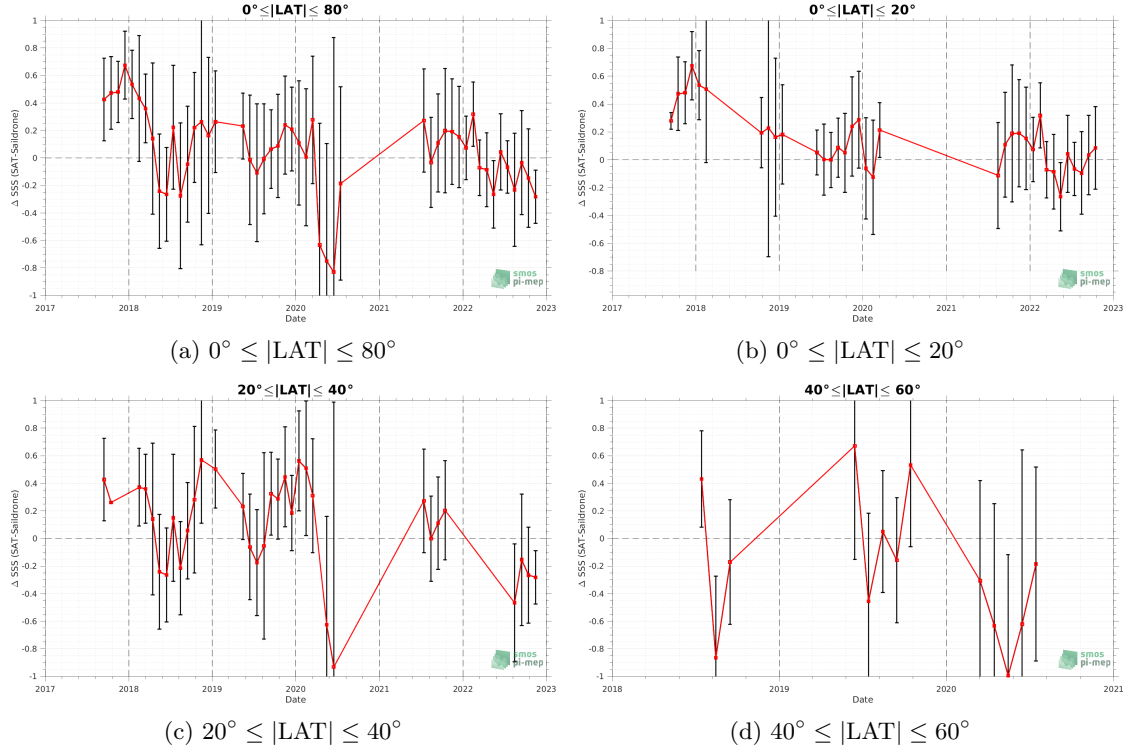 0°≤|LAT|≤ 80°
Δ SSS (SAT-Saildrone)
1
0.8
0.6
0.4
0.2
0
-0.2
-0.4
-0.6
-0.8
-1
2017
2018
2019
2020
2021
2022
2023
Date
smos
pi-mep
(a) 0° ≤ |LAT| ≤ 80°
0°≤|LAT|≤ 20°
Δ SSS (SAT-Saildrone)
1
0.8
0.6
0.4
0.2
0
-0.2
-0.4
-0.6
-0.8
2017
2018
2019
2020
2021
2022
2023
Date
smos
pi-mep
(b) 0° ≤ |LAT| ≤ 20°
20°≤|LAT|≤ 40°
Δ SSS (SAT-Saildrone)
1
0.8
0.6
0.4
0.2
0
-0.2
-0.4
-0.6
-0.8
-1
2017
2018
2019
2020
2021
2022
2023
Date
smos
pi-mep
(c) 20° ≤ |LAT| ≤ 40°
40°≤|LAT|≤ 60°
Δ SSS (SAT-Saildrone)
1
0.8
0.6
0.4
0.2
0
-0.2
-0.4
-0.6
-0.8
-1
2018
2019
2020
2021
Date
smos
pi-mep
(d) 40° ≤ |LAT| ≤ 60°